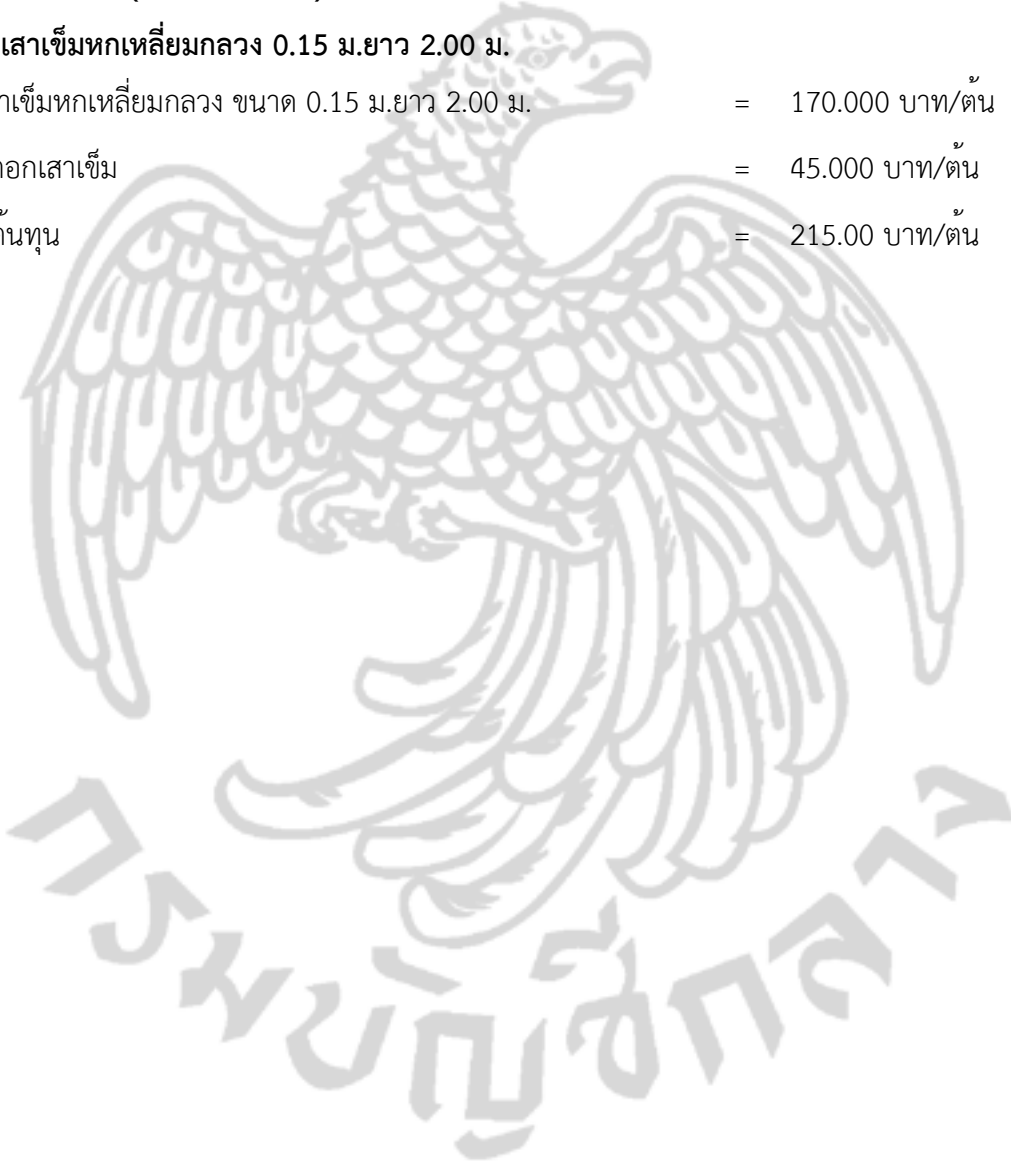 เสาเข็มหกเหลี่ยมกลวง 0.15 ม.ยาว 2.00 ม.
าเข็มหกเหลี่ยมกลวง ขนาด 0.15 ม.ยาว 2.00 ม. = 170.000 บาท/ต้น
ตอกเสาเข็ม = 45.000 บาท/ต้น
ต้นทุน = 215.00 บาท/ต้น
กรมบัญชีกลาง